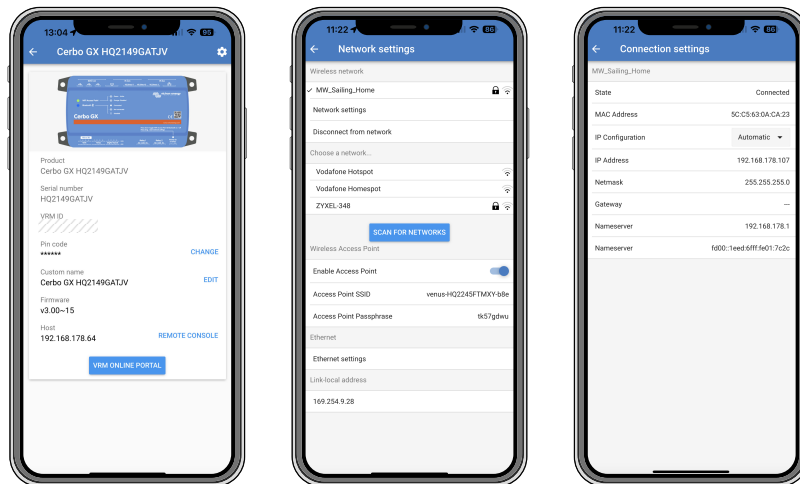 13:04
95
Cerbo GX HQ2149GATJV
Cerbo GX
Product
Cerbo GX HQ2149GATJV
Serial number
HQ2149GATJV
VRM ID
Pin code
******
CHANGE
Custom name
Cerbo GX HQ2149GATJV
EDIT
Firmware
v3.00~15
Host
192.168.178.64
REMOTE CONSOLE
VRM ONLINE PORTAL
11:22
86
Network settings
Wireless network
MW_Sailing_Home
Network settings
Disconnect from network
Choose a network...
Vodafone Hotspot
Vodafone Homespot
ZYXEL-348
SCAN FOR NETWORKS
Wireless Access Point
Enable Access Point
Access Point SSID venus-HQ2245FTMXY-b8e
Access Point Passphrase tk57gdwu
Ethernet
Ethernet settings
Link-local address
169.254.9.28
11:22
86
Connection settings
MW_Sailing_Home
State Connected
MAC Address 5C:C5:63:0A:CA:23
IP Configuration Automatic
IP Address 192.168.178.107
Netmask 255.255.255.0
Gateway —
Nameserver 192.168.178.1
Nameserver fd00::1eed:6fff:fe01:7c2c